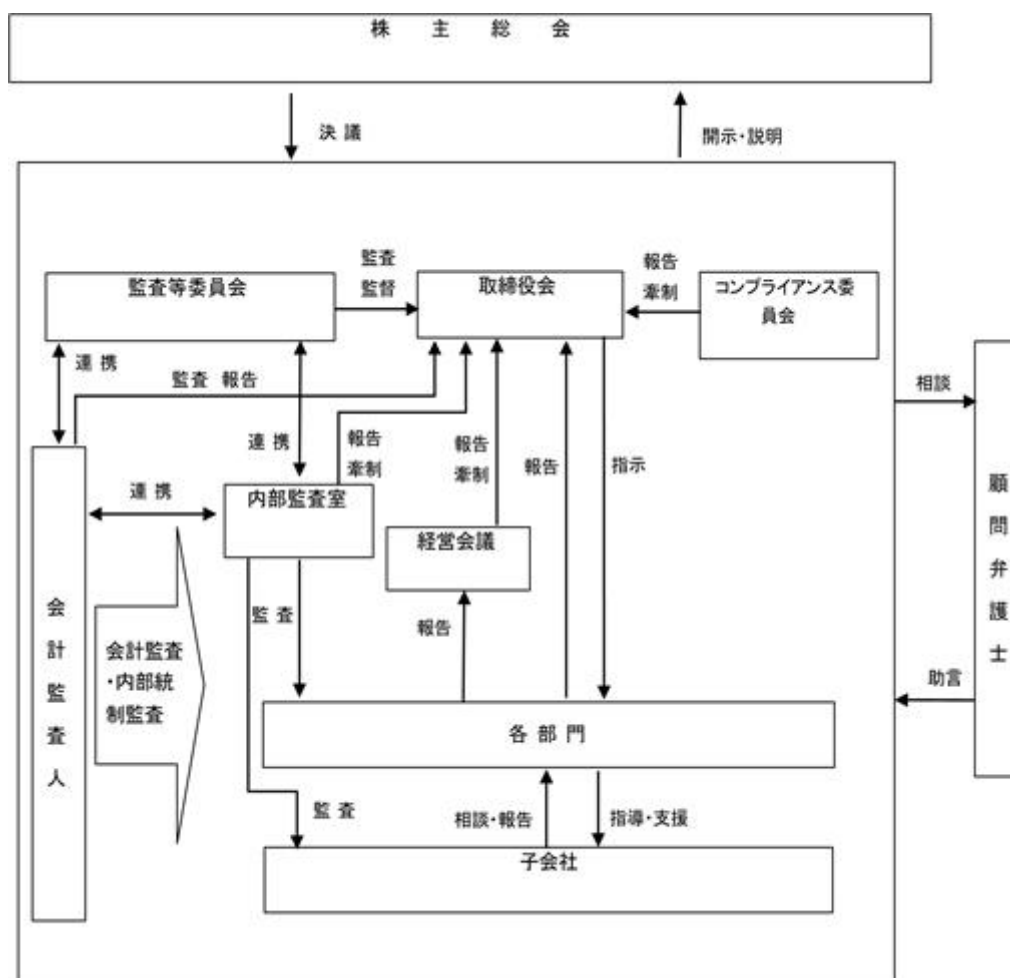 株 主 総 会
決 議
開示・説明
監査等委員会
監査
監督
取締役会
報告
牽制
コンプライアンス委
員会
連 携
監査 報告
連 携
報告
牽制
報告
牽制
報告
指示
相談
連 携
内部監査室
経営会議
顧問弁護士
会計監査人
会計監査
・内部統
制監査
監 査
報告
助言
各 部 門
監 査
相談・報告
指導・支援
子会社